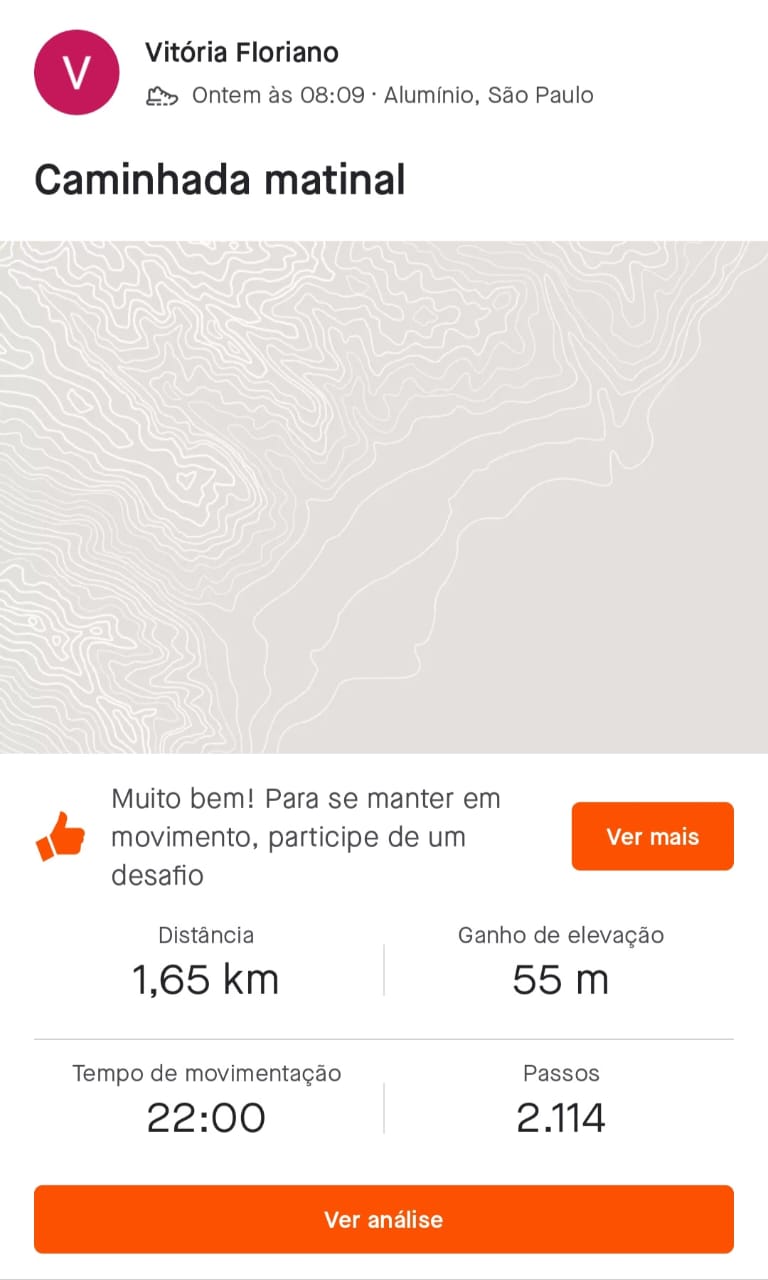 V
Vitória Floriano
Ontem às 08:09 · Alumínio, São Paulo
Caminhada matinal
Muito bem! Para se manter em
movimento, participe de um
desafio
Ver mais
Distância
Ganho de elevação
1,65 km
55 m
Tempo de movimentação
Passos
22:00
2.114
Ver análise